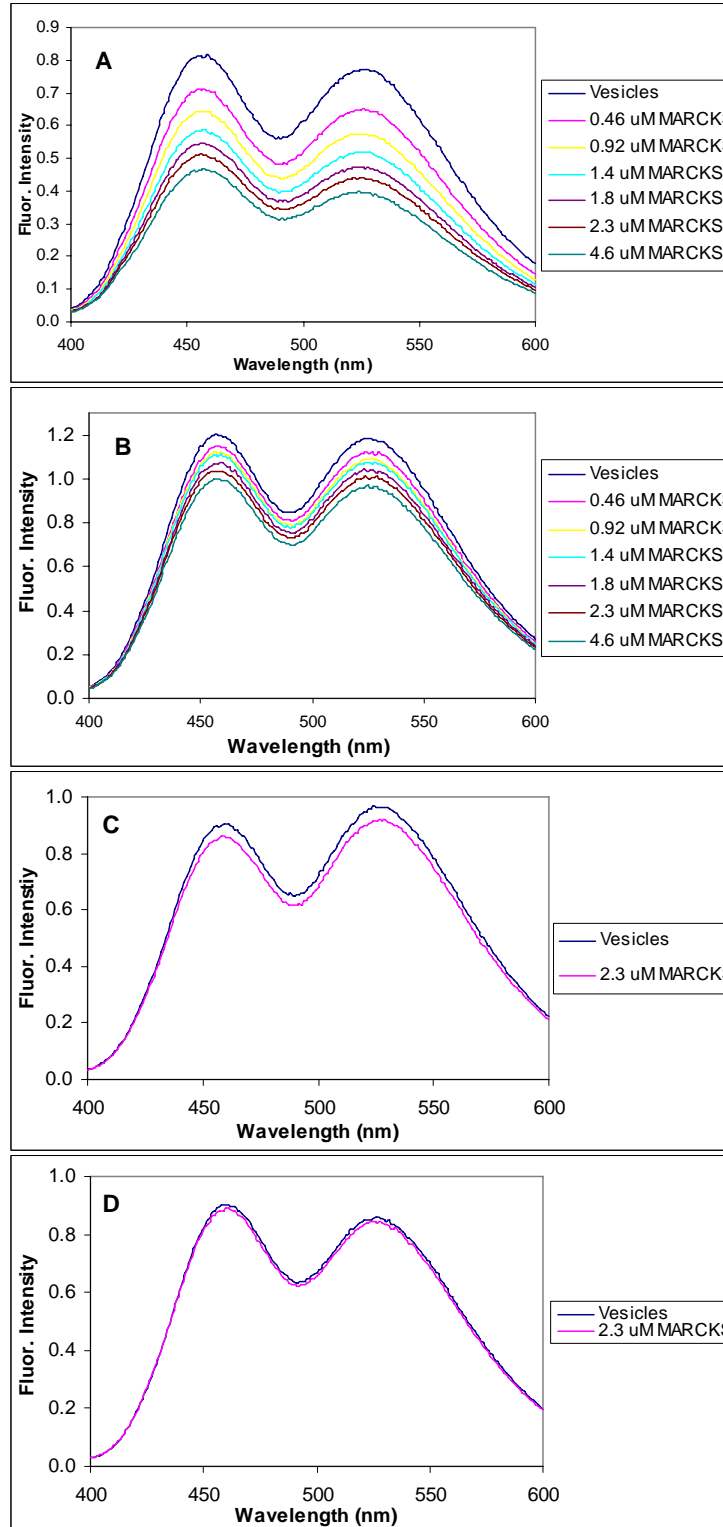 A
0.9
0.8
0.7
0.6
0.5
0.4
0.3
0.2
0.1
0.0
Fluor. Intensity
400 450 500 550 600
Wavelength (nm)
Vesicles
0.46 uM MARCKS
0.92 uM MARCKS
1.4 uM MARCKS
1.8 uM MARCKS
2.3 uM MARCKS
4.6 uM MARCKS
B
1.2
1.0
0.8
0.6
0.4
0.2
0.0
Fluor. Intensity
400 450 500 550 600
Wavelength (nm)
Vesicles
0.46 uM MARCKS
0.92 uM MARCKS
1.4 uM MARCKS
1.8 uM MARCKS
2.3 uM MARCKS
4.6 uM MARCKS
C
1.0
0.8
0.6
0.4
0.2
0.0
Fluor. Intenstiy
400 450 500 550 600
Wavelength (nm)
Vesicles
2.3 uM MARCKS
D
1.0
0.8
0.6
0.4
0.2
0.0
Fluor. Intensity
400 450 500 550 600
Wavelength (nm)
Vesicles
2.3 uM MARCKS